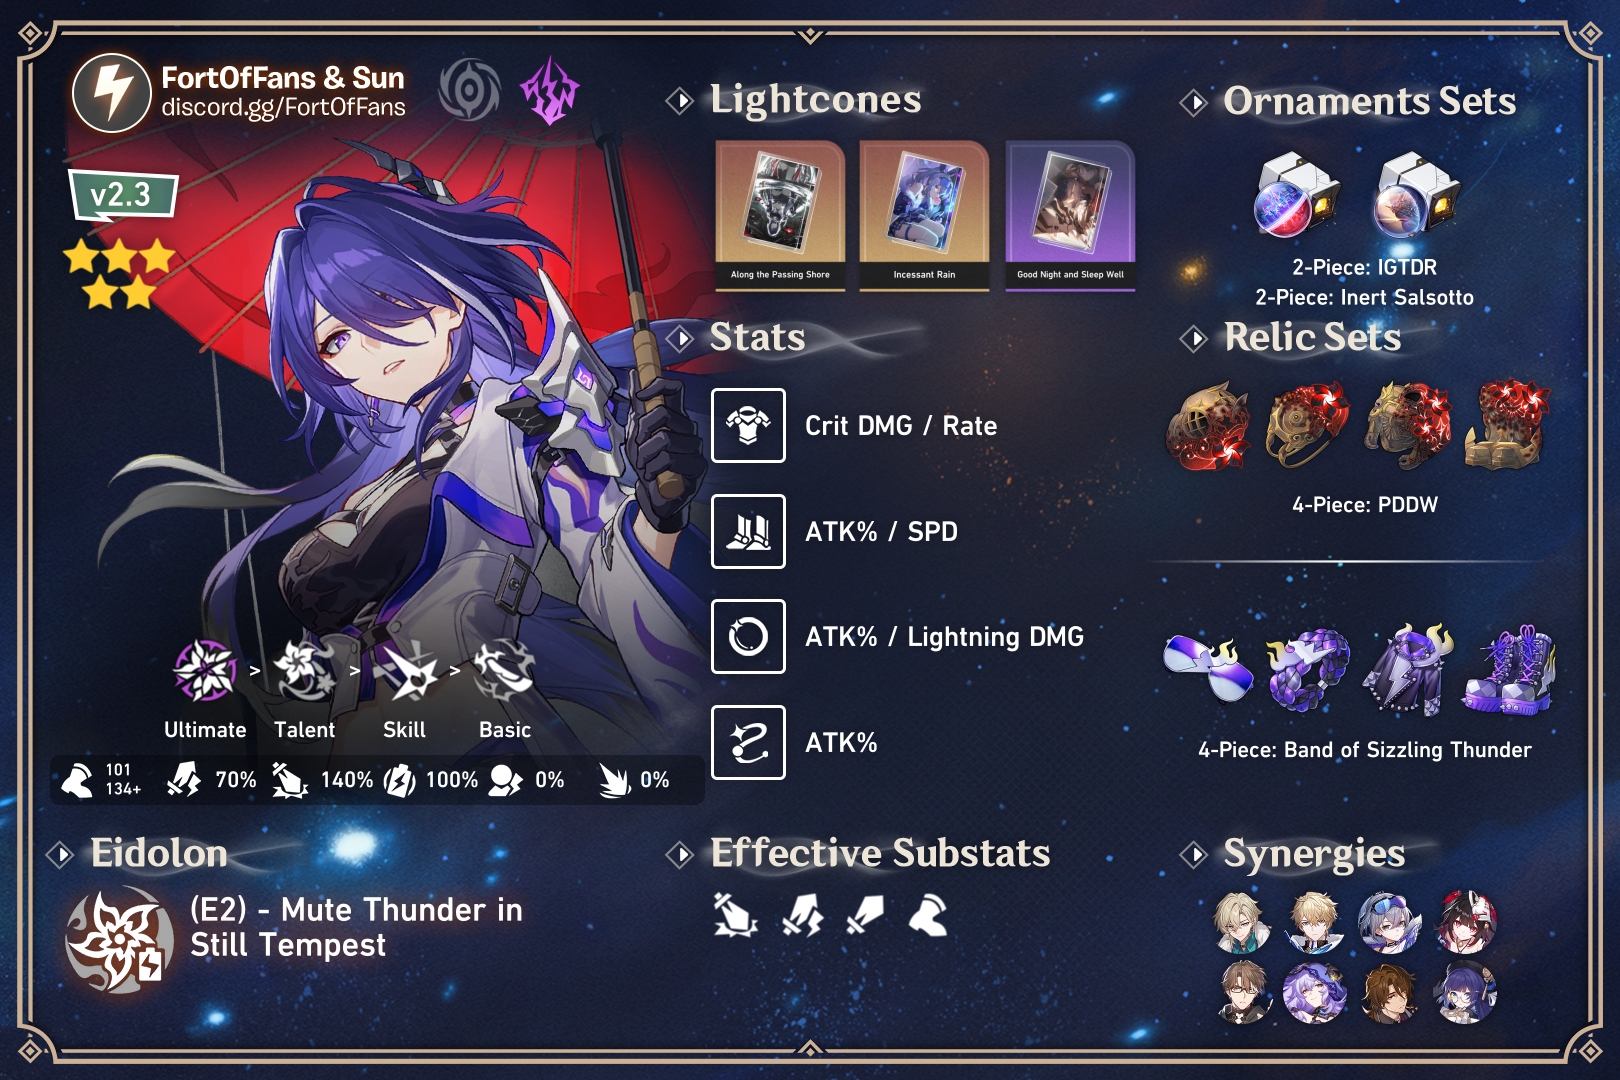 FortOfFans & Sun
discord.gg/FortOfFans
v2.3
Ultimate > Talent > Skill > Basic
101
134+
70%
140%
100%
0%
0%
Eidolon
(E2) - Mute Thunder in
Still Tempest
Lightcones
Along the Passing Shore
Incessant Rain
Good Night and Sleep Well
Stats
Crit DMG / Rate
ATK% / SPD
ATK% / Lightning DMG
ATK%
Effective Substats
Ornaments Sets
2-Piece: IGTDR
2-Piece: Inert Salsotto
Relic Sets
4-Piece: PDDW
4-Piece: Band of Sizzling Thunder
Synergies